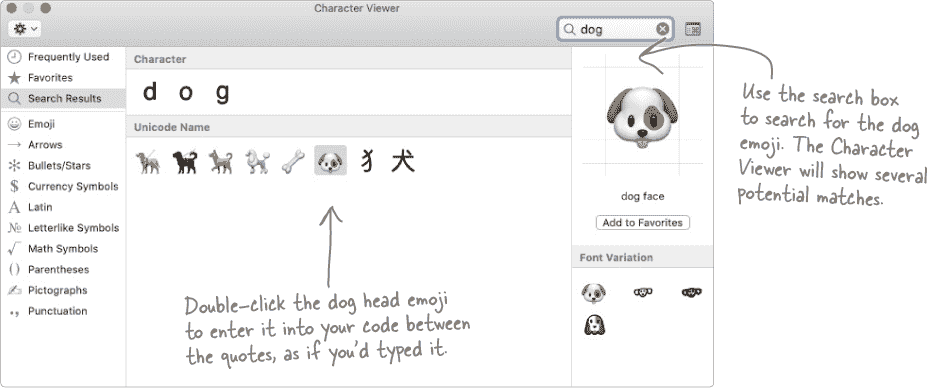 Character Viewer
dog
Frequently Used
Favorites
Search Results
Emoji
Arrows
Bullets/Stars
$ Currency Symbols
A Latin
№ Letterlike Symbols
√ Math Symbols
() Parentheses
Pictographs
., Punctuation
Character
d o g
Unicode Name
犭 犬
dog face
Add to Favorites
Font Variation
Use the search box
to search for the dog
emoji. The Character
Viewer will show several
potential matches.
Double-click the dog head emoji
to enter it into your code between
the quotes, as if you'd typed it.